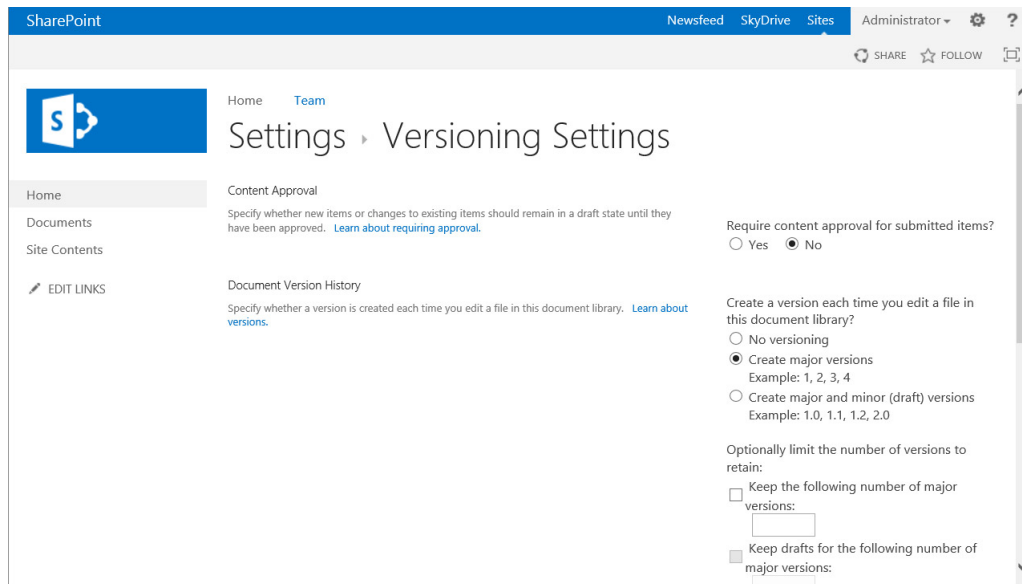 SharePoint
Newsfeed SkyDrive Sites Administrator ?
SHARE FOLLOW
S
Home Team
Settings Versioning Settings
Home
Documents
Site Contents
EDIT LINKS
Content Approval
Specify whether new items or changes to existing items should remain in a draft state until they
have been approved. Learn about requiring approval.
Require content approval for submitted items?
Yes No
Document Version History
Specify whether a version is created each time you edit a file in this document library. Learn about
versions.
Create a version each time you edit a file in
this document library?
No versioning
Create major versions
Example: 1, 2, 3, 4
Create major and minor (draft) versions
Example: 1.0, 1.1, 1.2, 2.0
Optionally limit the number of versions to
retain:
Keep the following number of major
versions:
Keep drafts for the following number of
major versions: